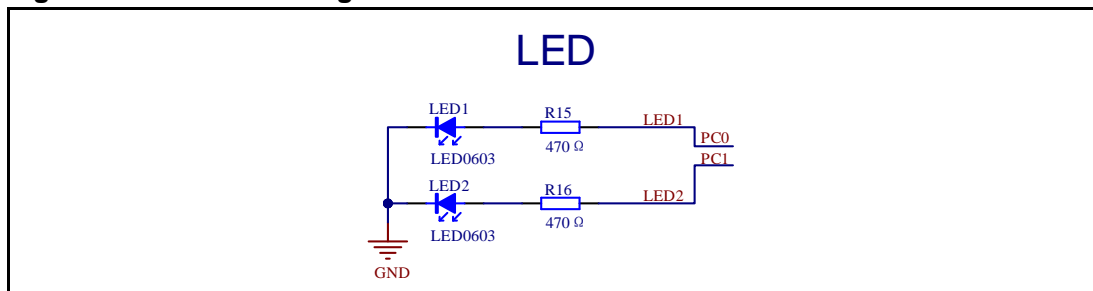 LED
LED1 R15 LED1
PC0
LED0603 470 Ω
PC1
LED2 R16 LED2
LED0603 470 Ω
GND